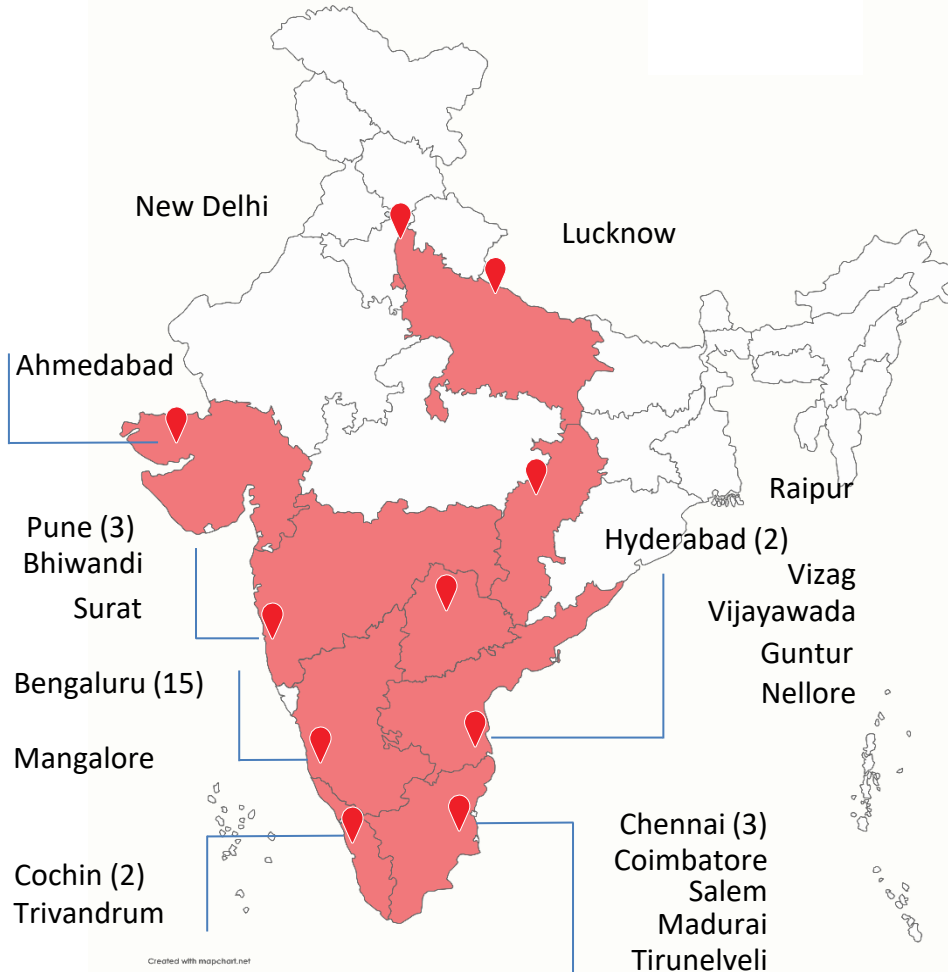 New Delhi
Lucknow
Ahmedabad
Raipur
Pune (3)
Bhiwandi
Surat
Hyderabad (2)
Vizag
Vijayawada
Guntur
Nellore
Bengaluru (15)
Mangalore
Cochin (2)
Trivandrum
Chennai (3)
Coimbatore
Salem
Madurai
Tirunelveli
Created with mapchart.net